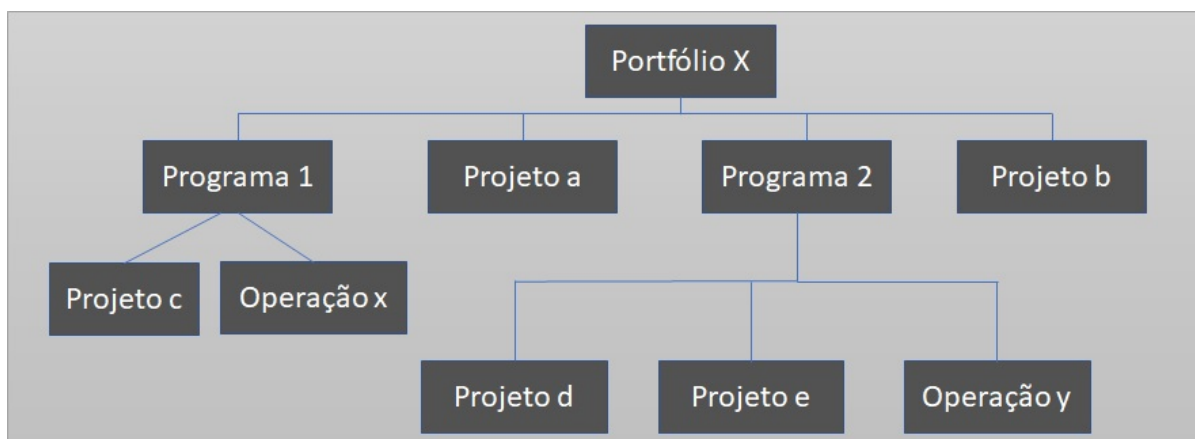 Portfólio X
Programa 1
Projeto a
Programa 2
Projeto b
Projeto c
Operação x
Projeto d
Projeto e
Operação y